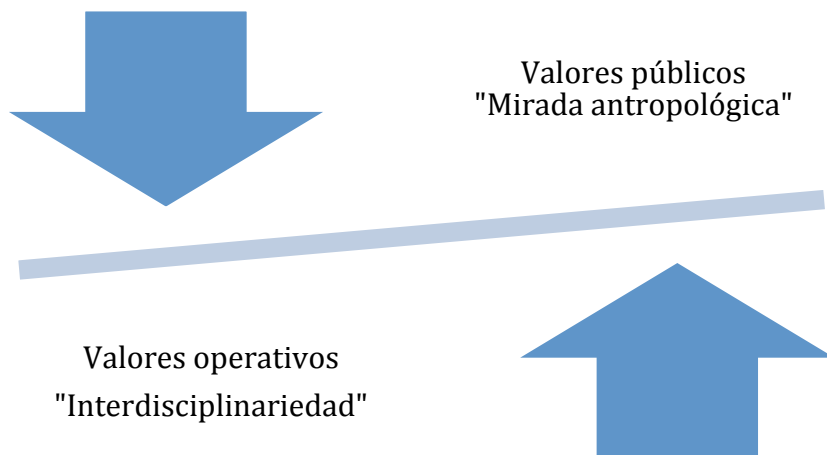 Valores públicos
"Mirada antropológica"
Valores operativos
"Interdisciplinariedad"